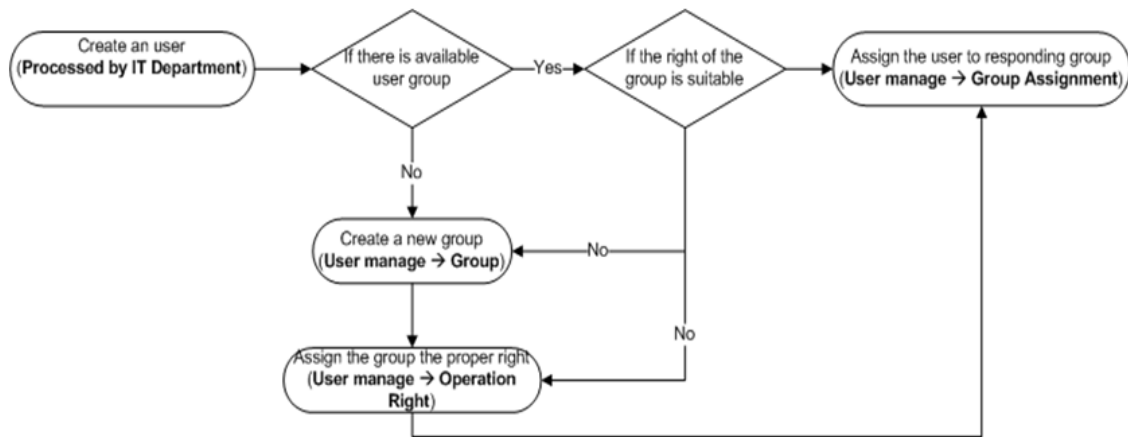 Create an user
(Processed by IT Department)
If there is available
user group
Yes
If the right of the
group is suitable
Assign the user to responding group
(User manage → Group Assignment)
No
Create a new group
(User manage → Group)
No
No
Assign the group the proper right
(User manage → Operation
Right)